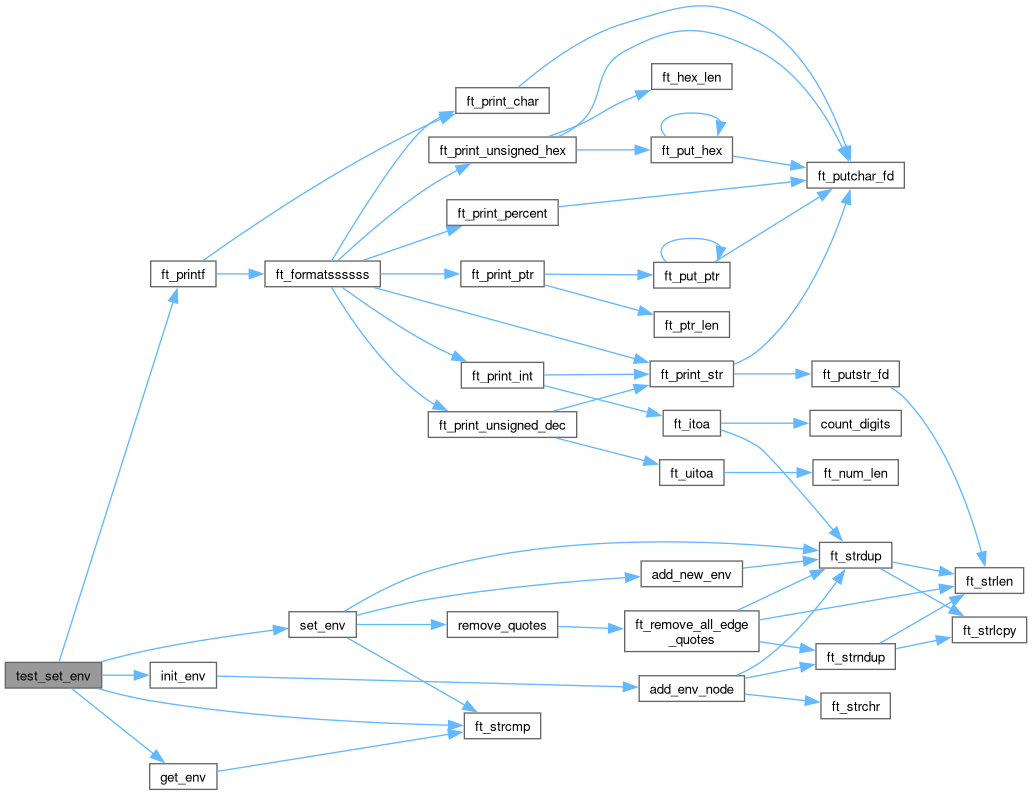 ft_hex_len
ft_print_char
ft_print_unsigned_hex
ft_put_hex
ft_putchar_fd
ft_print_percent
ft_printf
ft_formatssssss
ft_print_ptr
ft_put_ptr
ft_ptr_len
ft_print_int
ft_print_str
ft_putstr_fd
ft_print_unsigned_dec
ft_itoa
count_digits
ft_uitoa
ft_num_len
ft_strdup
add_new_env
ft_strlen
set_env
remove_quotes
ft_remove_all_edge
_quotes
ft_strlcpy
ft_strndup
test_set_env
init_env
add_env_node
ft_strchr
ft_strcmp
get_env